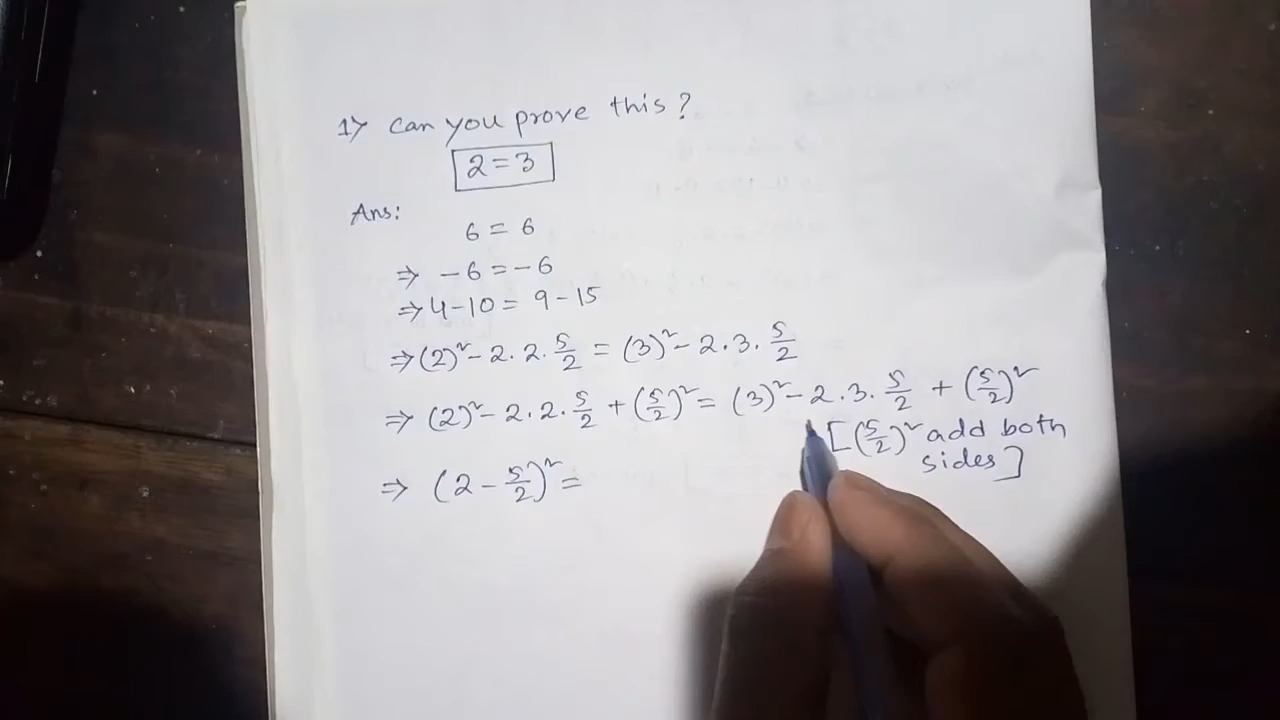 1> Can you prove this?
2 = 3
Ans:
6 = 6
⇒ -6 = -6
⇒ 4-10 = 9-15
⇒ (2)² - 2·2·5/2 = (3)² - 2·3·5/2
⇒ (2)² - 2·2·5/2 + (5/2)² = (3)² - 2·3·5/2 + (5/2)²
[(5/2)² add both
sides]
⇒ (2 - 5/2)² =